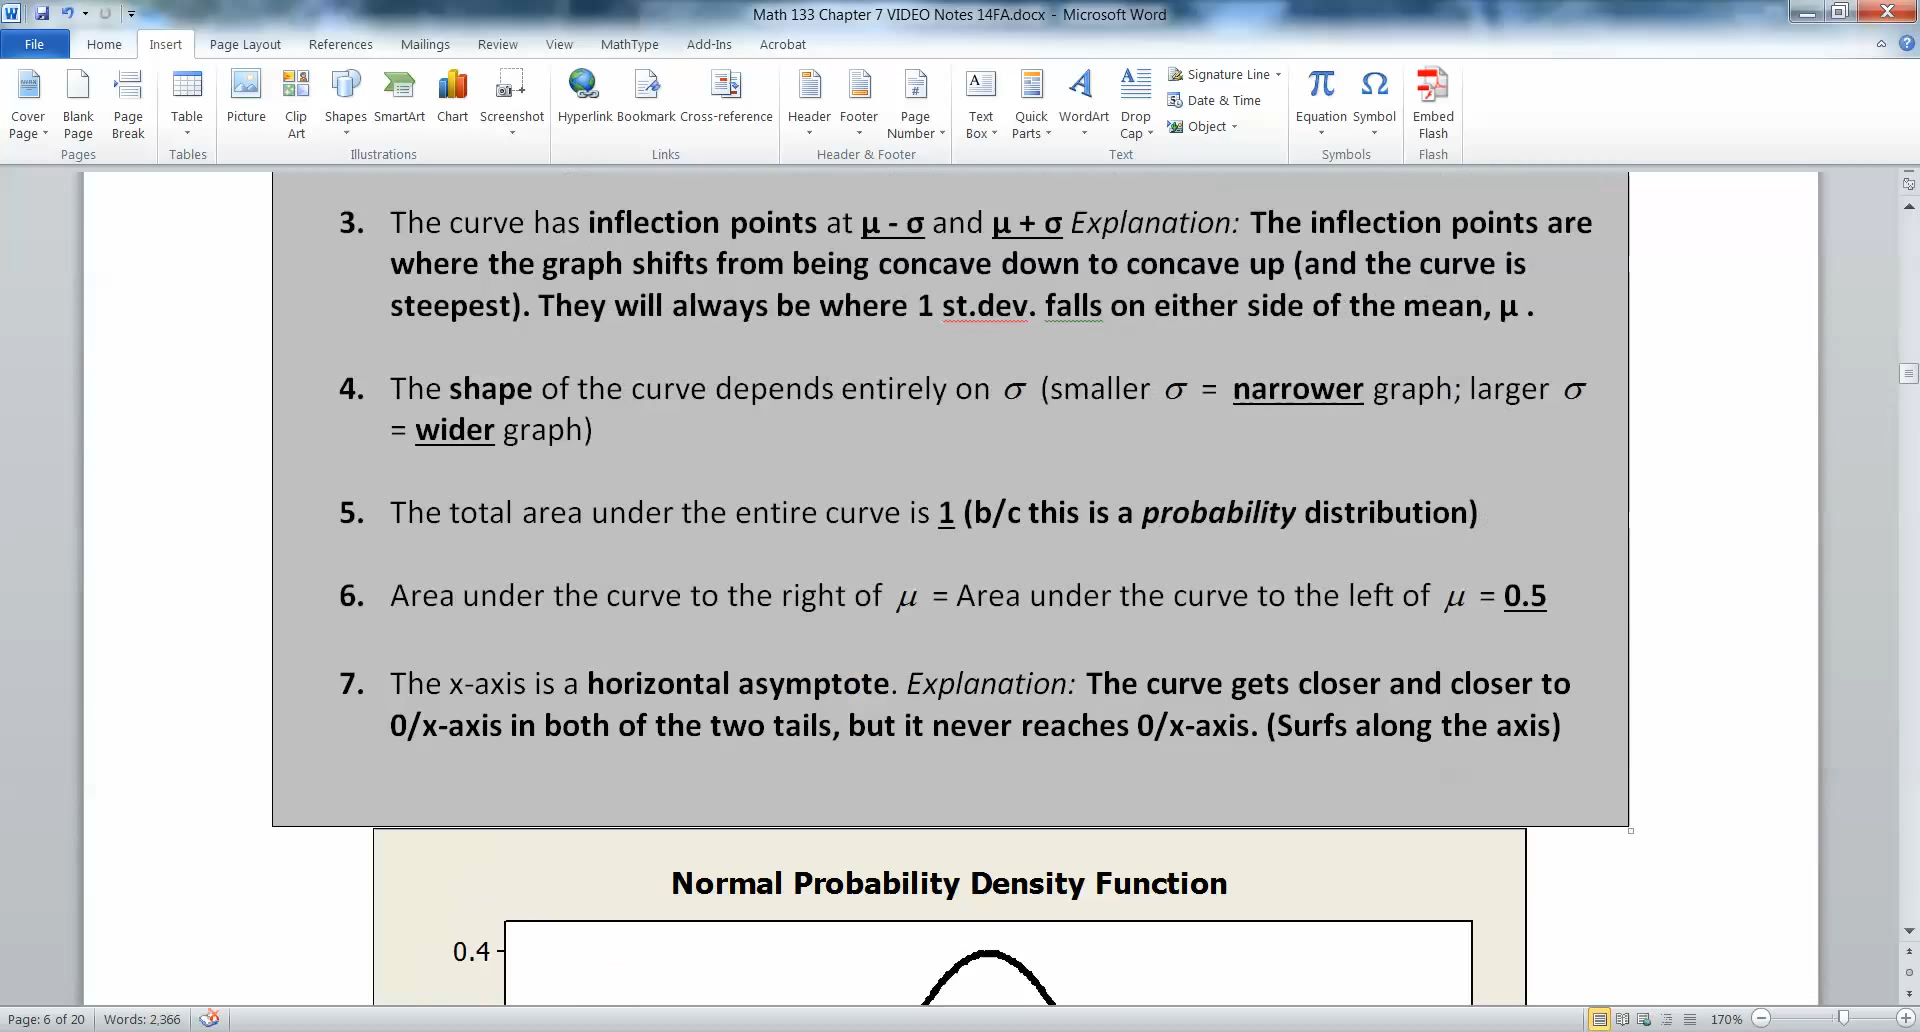 Math 133 Chapter 7 VIDEO Notes 14FA.docx - Microsoft Word
File Home Insert Page Layout References Mailings Review View MathType Add-Ins Acrobat
Cover Page
Blank Page
Page Break
Pages
Table
Tables
Picture
Clip Art
Shapes
SmartArt
Chart
Screenshot
Illustrations
Hyperlink
Bookmark
Cross-reference
Links
Header
Footer
Page Number
Header & Footer
Text Box
Quick Parts
WordArt
Drop Cap
Signature Line
Date & Time
Object
Text
Equation
Symbol
Symbols
Embed Flash
Flash
3. The curve has inflection points at μ - σ and μ + σ Explanation: The inflection points are
where the graph shifts from being concave down to concave up (and the curve is
steepest). They will always be where 1 st.dev. falls on either side of the mean, μ .
4. The shape of the curve depends entirely on σ (smaller σ = narrower graph; larger σ
= wider graph)
5. The total area under the entire curve is 1 (b/c this is a probability distribution)
6. Area under the curve to the right of μ = Area under the curve to the left of μ = 0.5
7. The x-axis is a horizontal asymptote. Explanation: The curve gets closer and closer to
0/x-axis in both of the two tails, but it never reaches 0/x-axis. (Surfs along the axis)
Normal Probability Density Function
0.4
Page: 6 of 20 Words: 2,366 170%